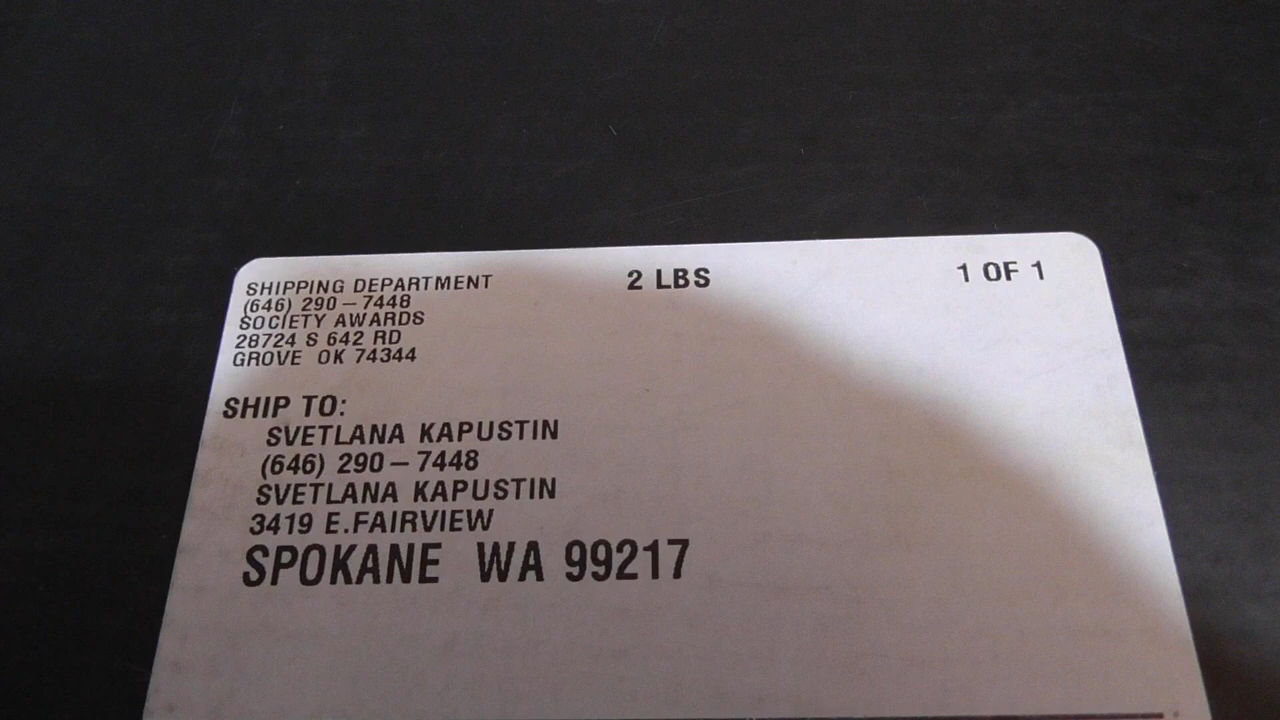 SHIPPING DEPARTMENT
(646) 290-7448
SOCIETY AWARDS
28724 S 642 RD
GROVE OK 74344
2 LBS
1 OF 1
SHIP TO:
SVETLANA KAPUSTIN
(646) 290-7448
SVETLANA KAPUSTIN
3419 E.FAIRVIEW
SPOKANE WA 99217